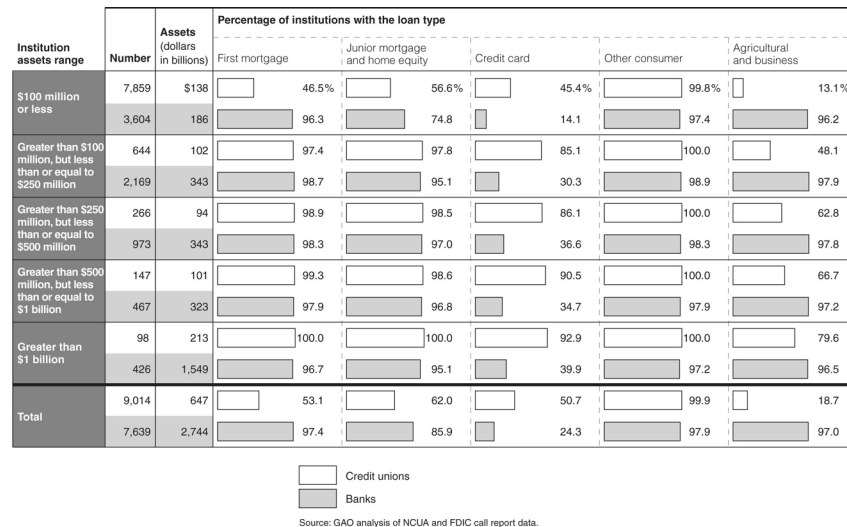 Percentage of institutions with the loan type
Institution assets range
Number
Assets (dollars in billions)
First mortgage
Junior mortgage and home equity
Credit card
Other consumer
Agricultural and business
$100 million or less
7,859 $138 46.5% 56.6% 45.4% 99.8% 13.1%
3,604 186 96.3 74.8 14.1 97.4 96.2
Greater than $100 million, but less than or equal to $250 million
644 102 97.4 97.8 85.1 100.0 48.1
2,169 343 98.7 95.1 30.3 98.9 97.9
Greater than $250 million, but less than or equal to $500 million
266 94 98.9 98.5 86.1 100.0 62.8
973 343 98.3 97.0 36.6 98.3 97.8
Greater than $500 million, but less than or equal to $1 billion
147 101 99.3 98.6 90.5 100.0 66.7
467 323 97.9 96.8 34.7 97.9 97.2
Greater than $1 billion
98 213 100.0 100.0 92.9 100.0 79.6
426 1,549 96.7 95.1 39.9 97.2 96.5
Total
9,014 647 53.1 62.0 50.7 99.9 18.7
7,639 2,744 97.4 85.9 24.3 97.9 97.0
Credit unions
Banks
Source: GAO analysis of NCUA and FDIC call report data.